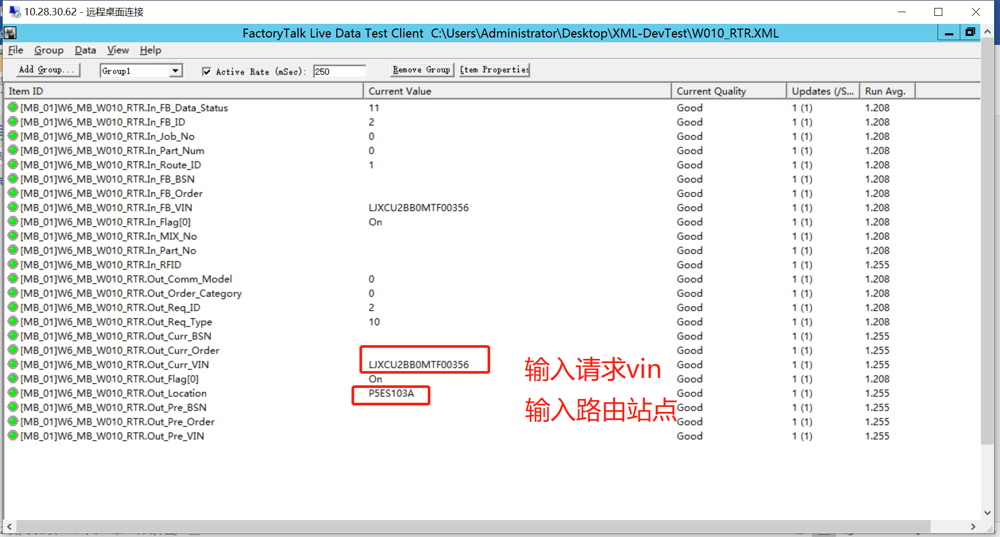 10.28.30.62 - 远程桌面连接
FactoryTalk Live Data Test Client  C:\Users\Administrator\Desktop\XML-DevTest\W010_RTR.XML
File Group Data View Help
Add Group... Group1 Active Rate (mSec): 250 Remove Group Item Properties
Item ID Current Value Current Quality Updates (/S... Run Avg.
[MB_01]W6_MB_W010_RTR.In_FB_Data_Status 11 Good 1 (1) 1.208
[MB_01]W6_MB_W010_RTR.In_FB_ID 2 Good 1 (1) 1.208
[MB_01]W6_MB_W010_RTR.In_Job_No 0 Good 1 (1) 1.208
[MB_01]W6_MB_W010_RTR.In_Part_Num 0 Good 1 (1) 1.208
[MB_01]W6_MB_W010_RTR.In_Route_ID 1 Good 1 (1) 1.208
[MB_01]W6_MB_W010_RTR.In_FB_BSN Good 1 (1) 1.208
[MB_01]W6_MB_W010_RTR.In_FB_Order Good 1 (1) 1.208
[MB_01]W6_MB_W010_RTR.In_FB_VIN LJXCU2BB0MTF00356 Good 1 (1) 1.208
[MB_01]W6_MB_W010_RTR.In_Flag[0] On Good 1 (1) 1.208
[MB_01]W6_MB_W010_RTR.In_MIX_No Good 1 (1) 1.208
[MB_01]W6_MB_W010_RTR.In_Part_No Good 1 (1) 1.208
[MB_01]W6_MB_W010_RTR.In_RFID Good 1 (1) 1.255
[MB_01]W6_MB_W010_RTR.Out_Comm_Model 0 Good 1 (1) 1.208
[MB_01]W6_MB_W010_RTR.Out_Order_Category 0 Good 1 (1) 1.208
[MB_01]W6_MB_W010_RTR.Out_Req_ID 2 Good 1 (1) 1.208
[MB_01]W6_MB_W010_RTR.Out_Req_Type 10 Good 1 (1) 1.208
[MB_01]W6_MB_W010_RTR.Out_Curr_BSN Good 1 (1) 1.255
[MB_01]W6_MB_W010_RTR.Out_Curr_Order Good 1 (1) 1.255
[MB_01]W6_MB_W010_RTR.Out_Curr_VIN LJXCU2BB0MTF00356 Good 1 (1) 1.255
输入请求vin
[MB_01]W6_MB_W010_RTR.Out_Flag[0] On Good 1 (1) 1.208
[MB_01]W6_MB_W010_RTR.Out_Location P5ES103A Good 1 (1) 1.255
[MB_01]W6_MB_W010_RTR.Out_Pre_BSN Good 1 (1) 1.255
输入路由站点
[MB_01]W6_MB_W010_RTR.Out_Pre_Order Good 1 (1) 1.255
[MB_01]W6_MB_W010_RTR.Out_Pre_VIN Good 1 (1) 1.255